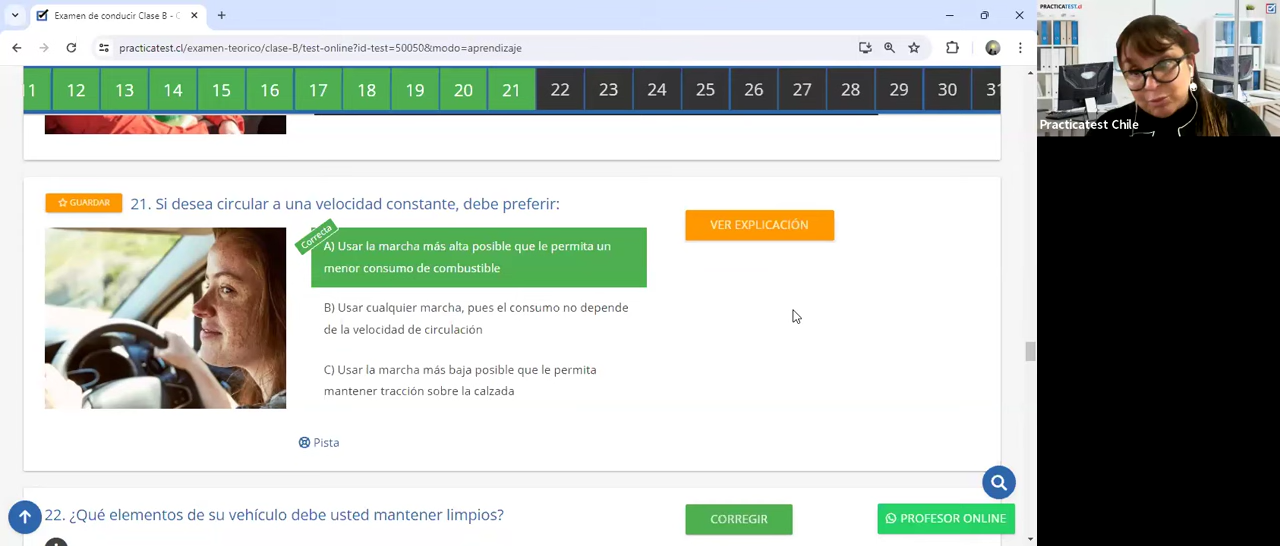 Examen de conducir Clase B - C
practicatest.cl/examen-teorico/clase-B/test-online?id-test=50050&modo=aprendizaje
PRACTICATEST.cl
Practicatest Chile
11 12 13 14 15 16 17 18 19 20 21 22 23 24 25 26 27 28 29 30 31
GUARDAR
21. Si desea circular a una velocidad constante, debe preferir:
VER EXPLICACIÓN
Correcta
A) Usar la marcha más alta posible que le permita un
menor consumo de combustible
B) Usar cualquier marcha, pues el consumo no depende
de la velocidad de circulación
C) Usar la marcha más baja posible que le permita
mantener tracción sobre la calzada
Pista
22. ¿Qué elementos de su vehículo debe usted mantener limpios?
CORREGIR
PROFESOR ONLINE